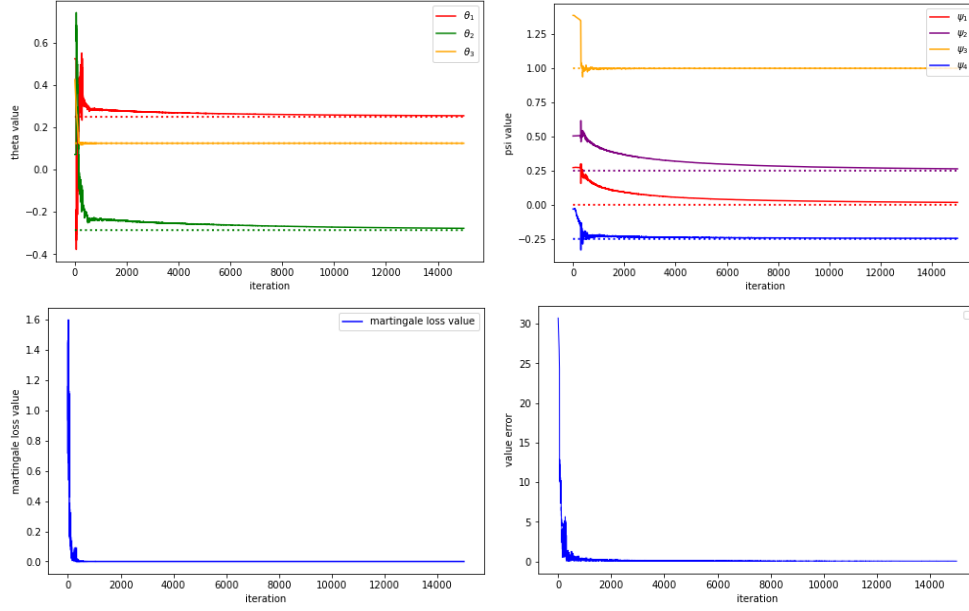 0.6
0.4
0.2
0.0
−0.2
−0.4
theta value
0 2000 4000 6000 8000 10000 12000 14000
iteration
θ₁
θ₂
θ₃
1.25
1.00
0.75
0.50
0.25
0.00
−0.25
psi value
0 2000 4000 6000 8000 10000 12000 14000
iteration
ψ₁
ψ₂
ψ₃
ψ₄
1.6
1.4
1.2
1.0
0.8
0.6
0.4
0.2
0.0
martingale loss value
0 2000 4000 6000 8000 10000 12000 14000
iteration
martingale loss value
30
25
20
15
10
5
0
value error
0 2000 4000 6000 8000 10000 12000 14000
iteration